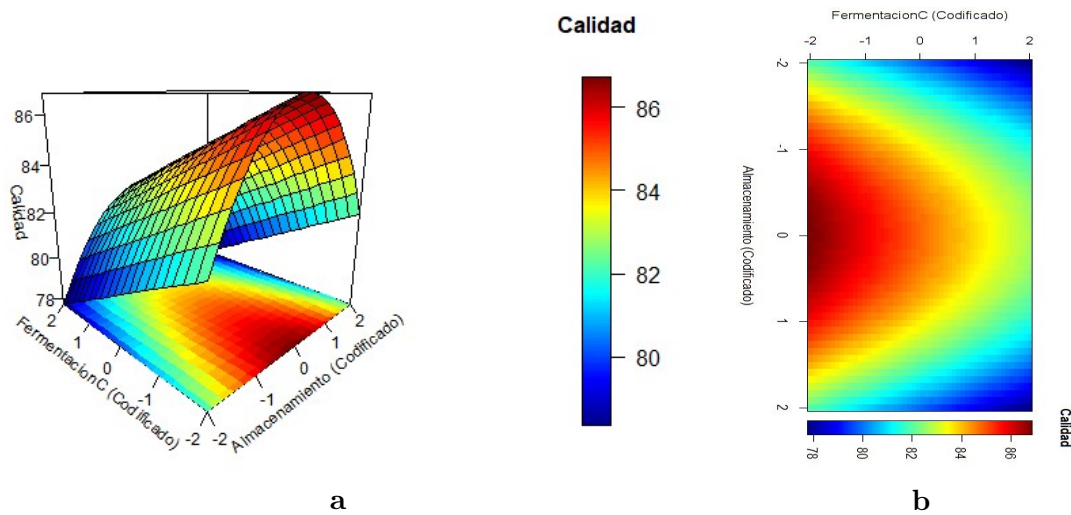 Calidad
86
84
82
80
86
84
82
80
78
Calidad
2
1
0
-1
-2
FermentacionC (Codificado)
-2
-1
0
1
2
Almacenamiento (Codificado)
a
FermentacionC (Codificado)
-2 -1 0 1 2
-2
-1
0
1
2
Almacenamiento (Codificado)
78 80 82 84 86
Calidad
b